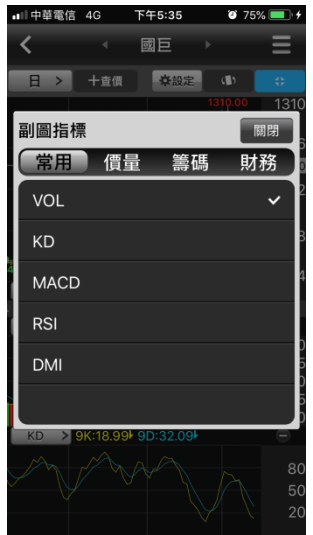 中華電信 4G 下午5:35 75%
國巨
日 > 十查價 設定
1310.00 1310
副圖指標 關閉
常用 價量 籌碼 財務
VOL
KD
MACD
RSI
DMI
KD > 9K:18.99 9D:32.09
80
50
20